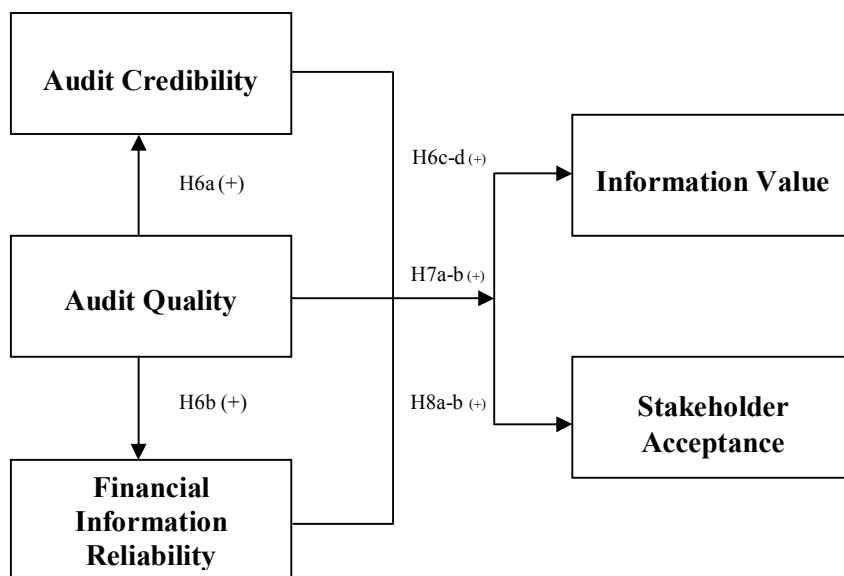 Audit Credibility
H6c-d (+)
Information Value
H6a (+)
Audit Quality
H7a-b (+)
H6b (+)
H8a-b (+)
Stakeholder
Acceptance
Financial
Information
Reliability